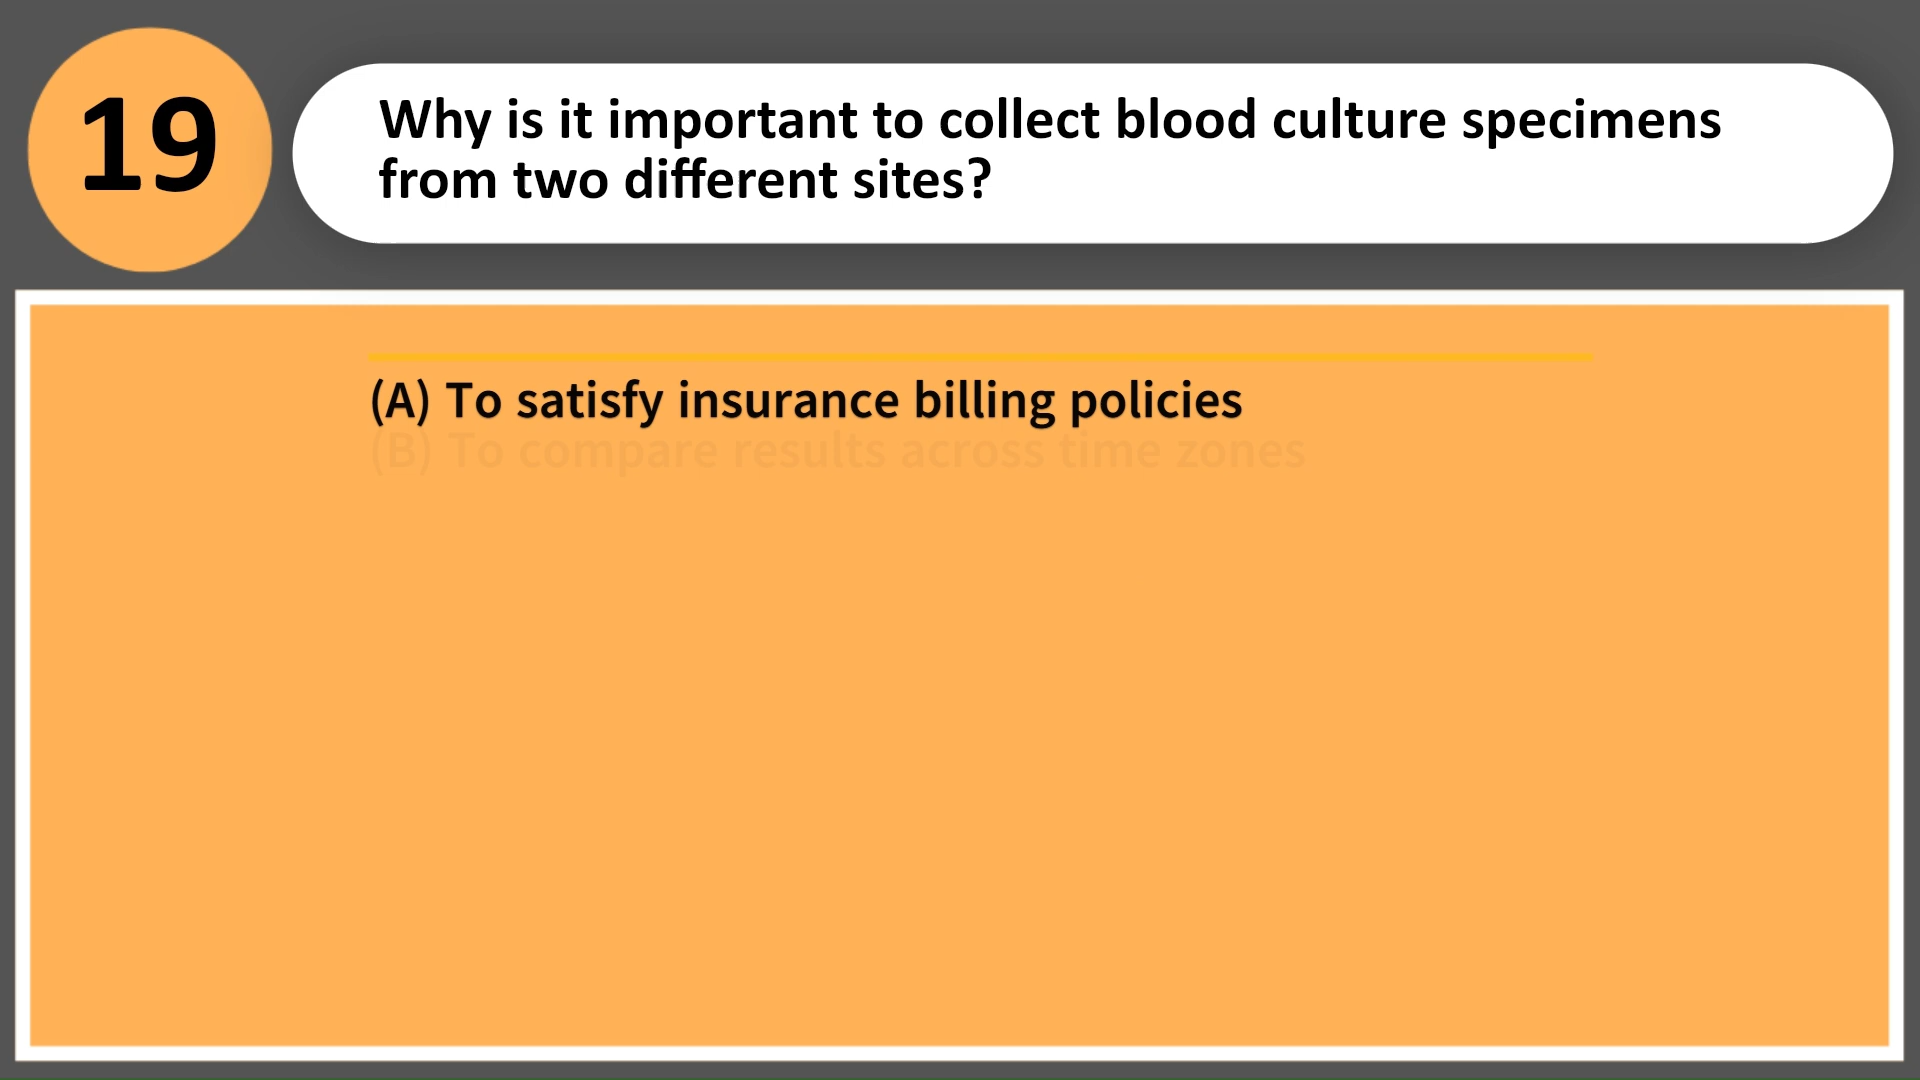 19
Why is it important to collect blood culture specimens
from two different sites?
(A) To satisfy insurance billing policies
(B) To compare results across time zones